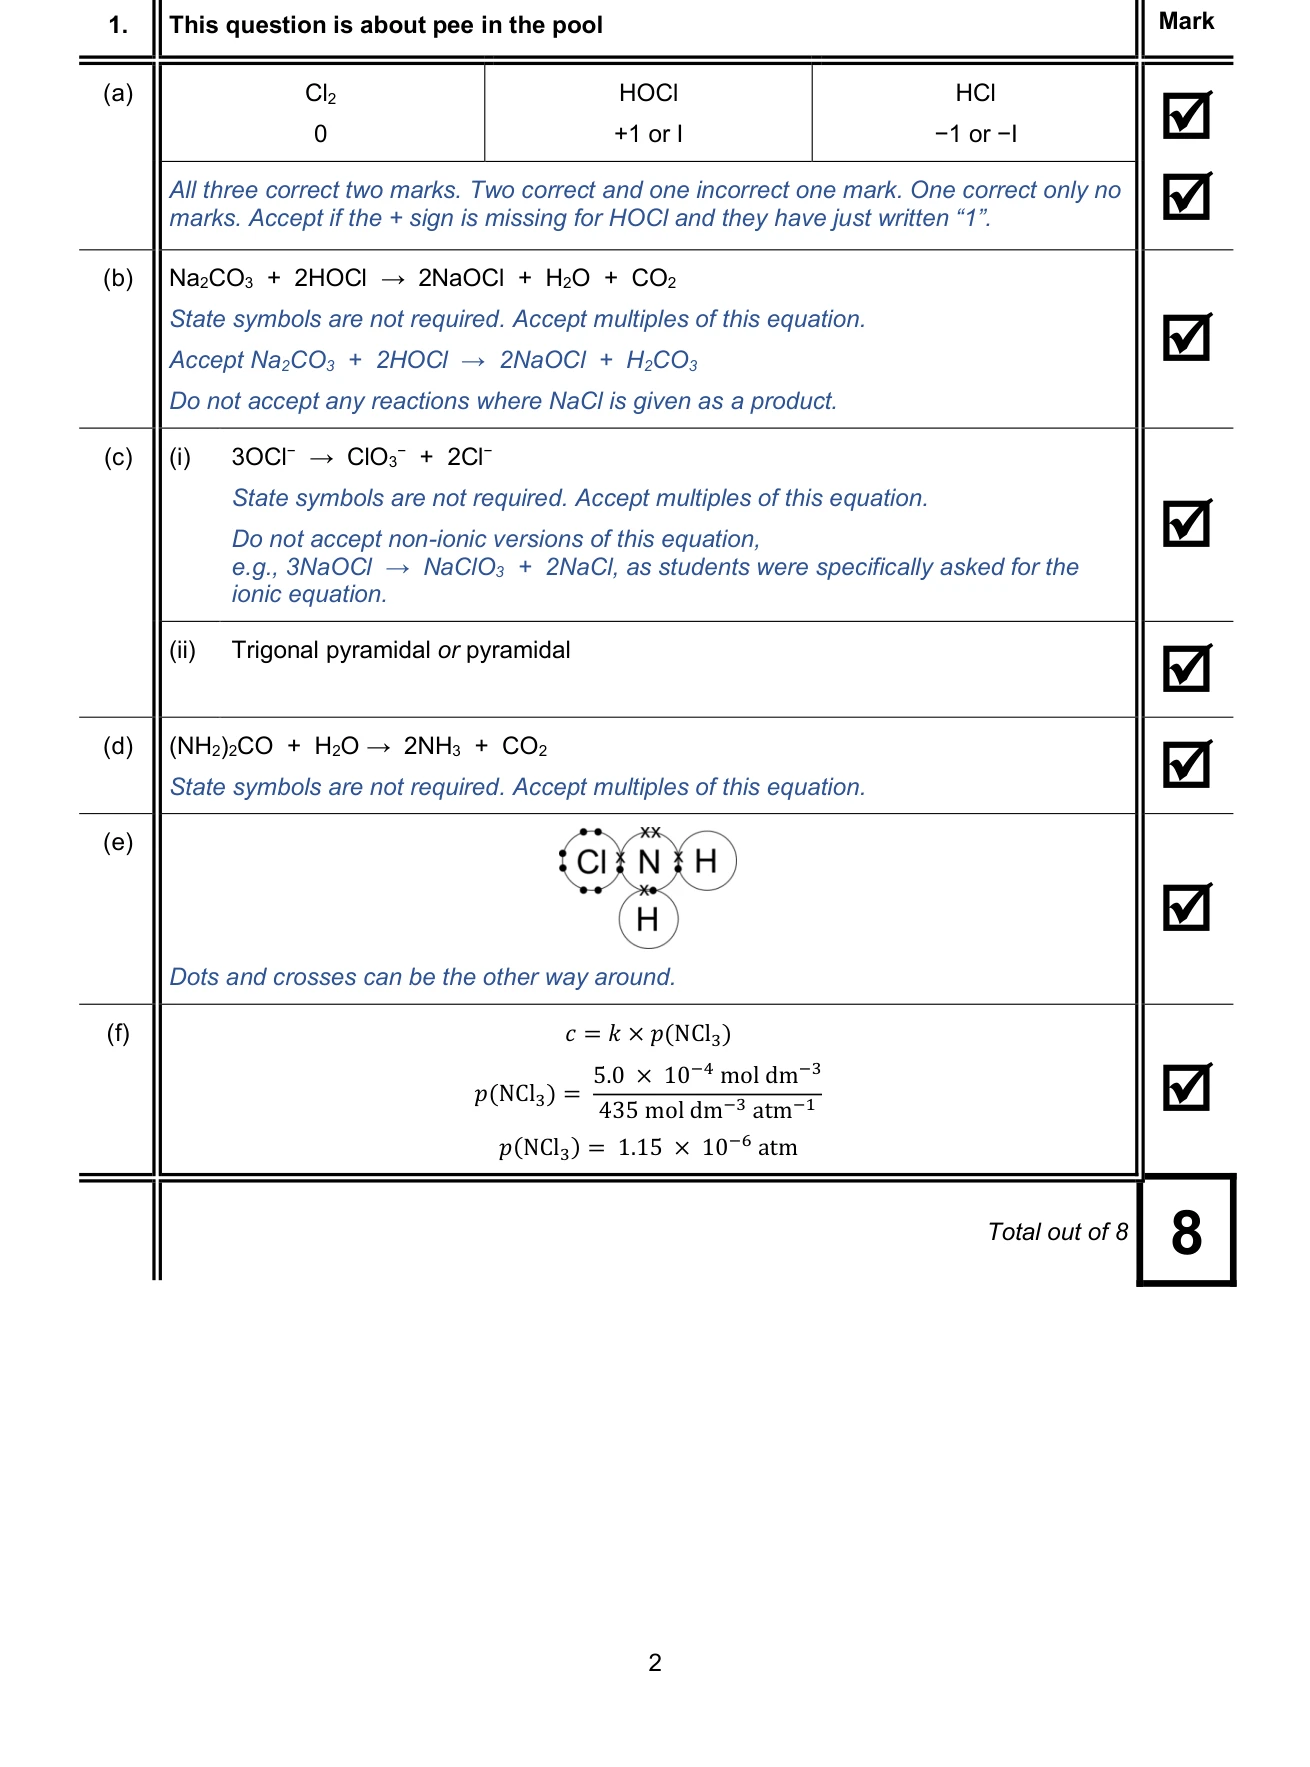 1. This question is about pee in the pool Mark
(a) Cl₂ HOCl HCl
0 +1 or I −1 or −I
All three correct two marks. Two correct and one incorrect one mark. One correct only no
marks. Accept if the + sign is missing for HOCl and they have just written “1”.
(b) Na₂CO₃ + 2HOCl → 2NaOCl + H₂O + CO₂
State symbols are not required. Accept multiples of this equation.
Accept Na₂CO₃ + 2HOCl → 2NaOCl + H₂CO₃
Do not accept any reactions where NaCl is given as a product.
(c) (i) 3OCl⁻ → ClO₃⁻ + 2Cl⁻
State symbols are not required. Accept multiples of this equation.
Do not accept non-ionic versions of this equation,
e.g., 3NaOCl → NaClO₃ + 2NaCl, as students were specifically asked for the
ionic equation.
(ii) Trigonal pyramidal or pyramidal
(d) (NH₂)₂CO + H₂O → 2NH₃ + CO₂
State symbols are not required. Accept multiples of this equation.
(e) Cl N H
H
Dots and crosses can be the other way around.
(f) c = k × p(NCl₃)
p(NCl₃) = 5.0 × 10⁻⁴ mol dm⁻³ / 435 mol dm⁻³ atm⁻¹
p(NCl₃) = 1.15 × 10⁻⁶ atm
Total out of 8 8
2